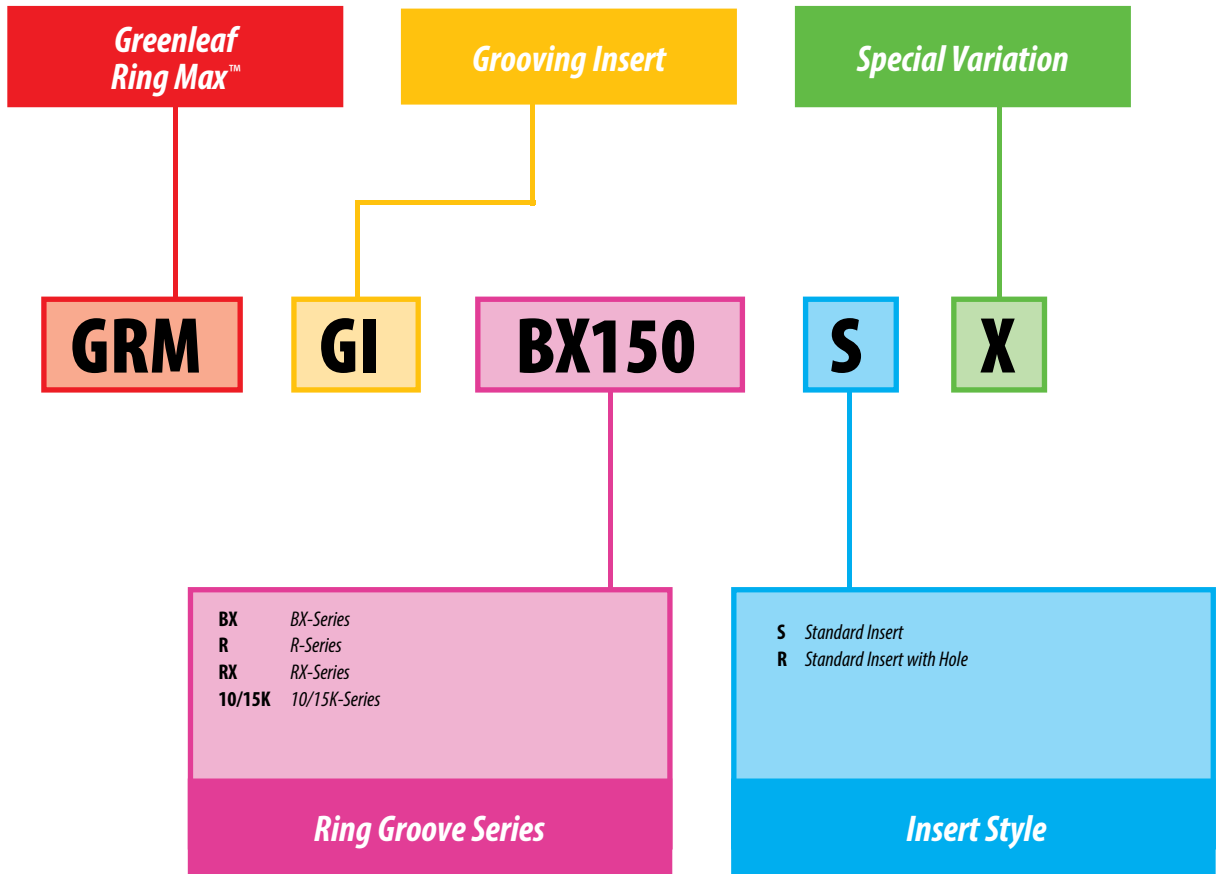 Greenleaf
Ring Max™
Grooving Insert
Special Variation
GRM GI BX150 S X
BX BX-Series
R R-Series
RX RX-Series
10/15K 10/15K-Series
Ring Groove Series
S Standard Insert
R Standard Insert with Hole
Insert Style